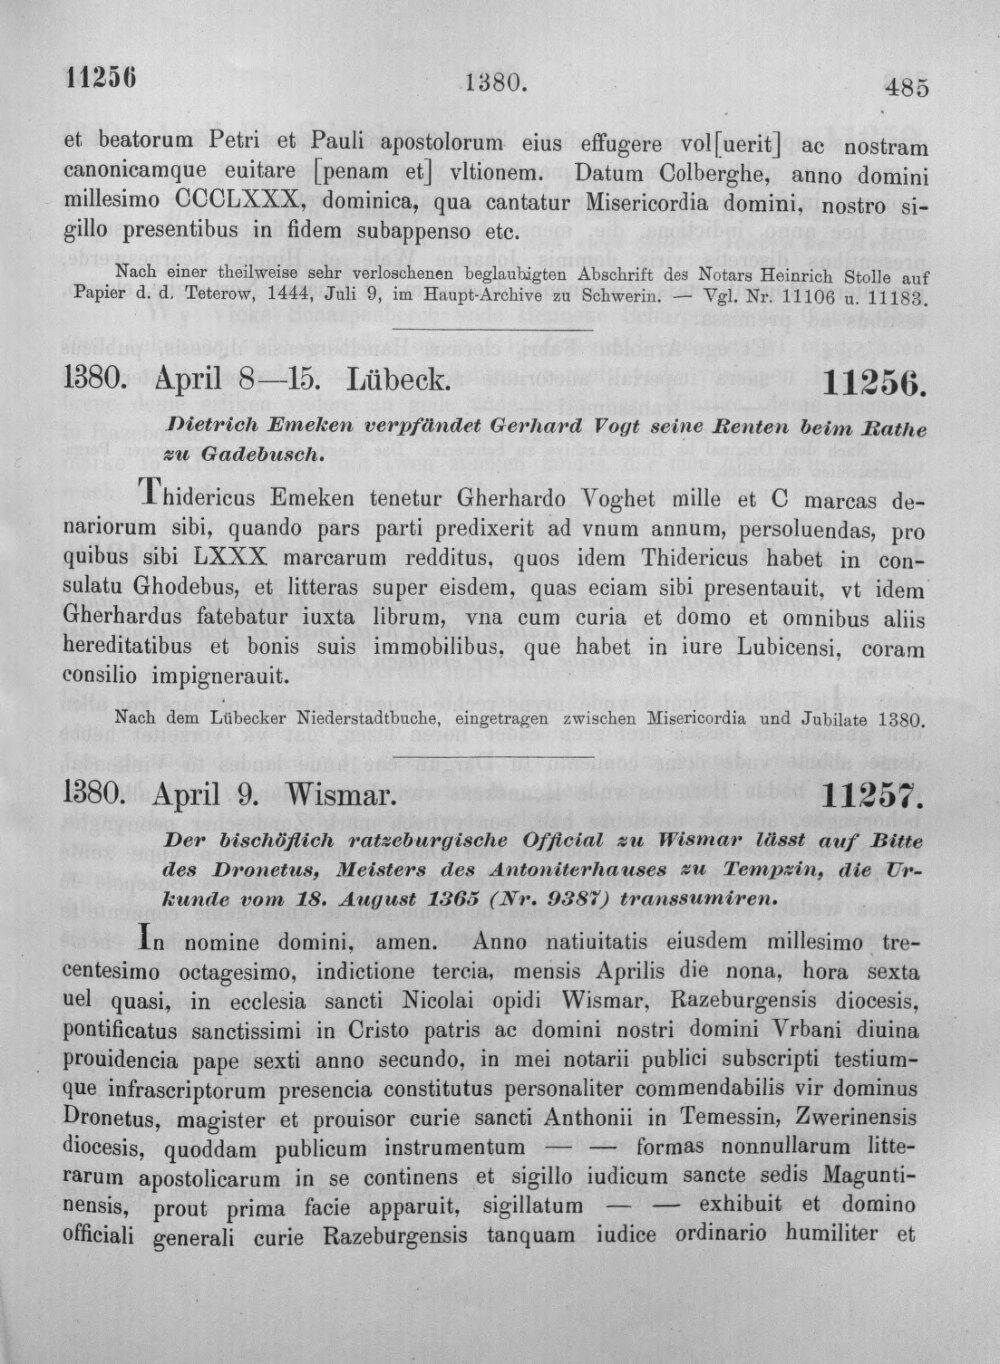 11256 1380. 485
et beatorum Petri et Pauli apostolorum eius effugere vol[uerit] ac nostram
canonicamque euitare [penam et] vltionem. Datum Colberghe, anno domini
millesimo CCCLXXX, dominica, qua cantatur Misericordia domini, nostro si-
gillo presentibus in fidem subappenso etc.
Nach einer theilweise sehr verloschenen beglaubigten Abschrift des Notars Heinrich Stolle auf
Papier d. d. Teterow, 1444, Juli 9, im Haupt-Archive zu Schwerin. — Vgl. Nr. 11106 u. 11183.
1380. April 8—15. Lübeck. 11256.
Dietrich Emeken verpfändet Gerhard Vogt seine Renten beim Rathe
zu Gadebusch.
Thidericus Emeken tenetur Gherhardo Voghet mille et C marcas de-
nariorum sibi, quando pars parti predixerit ad vnum annum, persoluendas, pro
quibus sibi LXXX marcarum redditus, quos idem Thidericus habet in con-
sulatu Ghodebus, et litteras super eisdem, quas eciam sibi presentauit, vt idem
Gherhardus fatebatur iuxta librum, vna cum curia et domo et omnibus aliis
hereditatibus et bonis suis immobilibus, que habet in iure Lubicensi, coram
consilio impignerauit.
Nach dem Lübecker Niederstadtbuche, eingetragen zwischen Misericordia und Jubilate 1380.
1380. April 9. Wismar. 11257.
Der bischöflich ratzeburgische Official zu Wismar lässt auf Bitte
des Dronetus, Meisters des Antoniterhauses zu Tempzin, die Ur-
kunde vom 18. August 1365 (Nr. 9387) transsumiren.
In nomine domini, amen. Anno natiuitatis eiusdem millesimo tre-
centesimo octagesimo, indictione tercia, mensis Aprilis die nona, hora sexta
uel quasi, in ecclesia sancti Nicolai opidi Wismar, Razeburgensis diocesis,
pontificatus sanctissimi in Cristo patris ac domini nostri domini Vrbani diuina
prouidencia pape sexti anno secundo, in mei notarii publici subscripti testium-
que infrascriptorum presencia constitutus personaliter commendabilis vir dominus
Dronetus, magister et prouisor curie sancti Anthonii in Temessin, Zwerinensis
diocesis, quoddam publicum instrumentum — — formas nonnullarum litte-
rarum apostolicarum in se continens et sigillo iudicum sancte sedis Magunti-
nensis, prout prima facie apparuit, sigillatum — — exhibuit et domino
officiali generali curie Razeburgensis tanquam iudice ordinario humiliter et